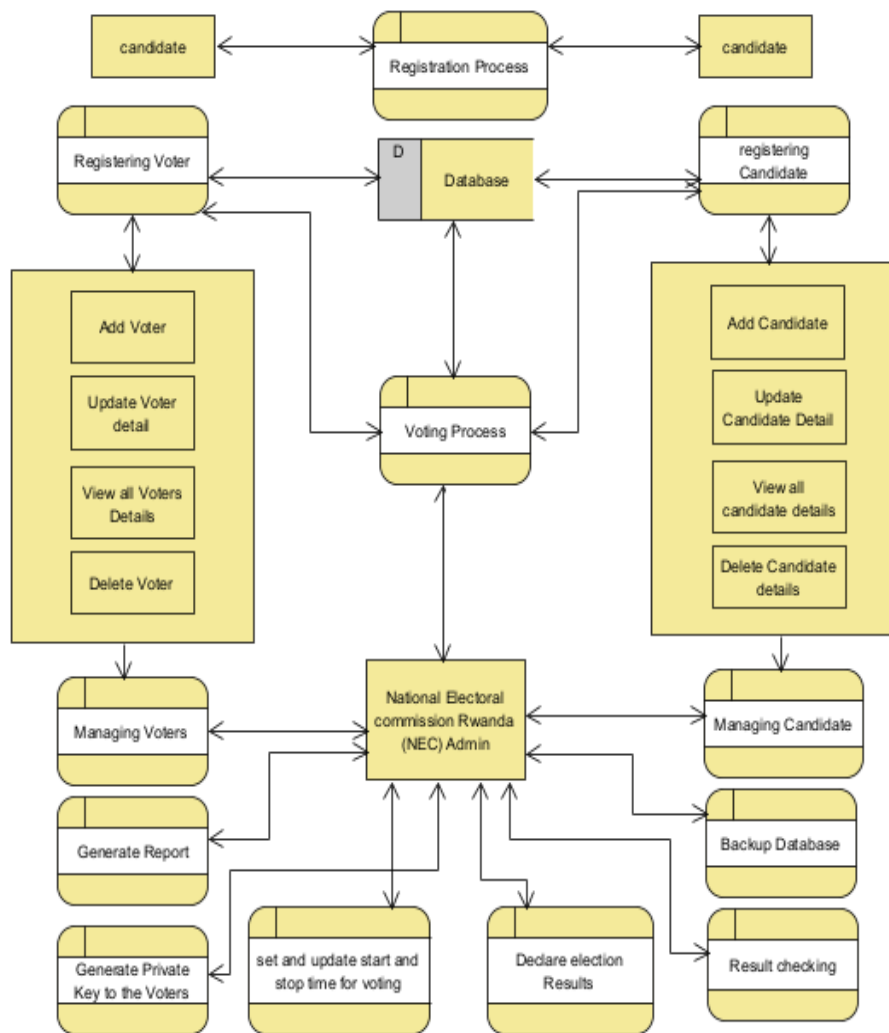 candidate
Registration Process
candidate
Registering Voter
D
Database
registering
Candidate
Add Voter
Update Voter
detail
View all Voters
Details
Delete Voter
Voting Process
Add Candidate
Update
Candidate Detail
View all
candidate details
Delete Candidate
details
National Electoral
commission Rwanda
(NEC) Admin
Managing Voters
Managing Candidate
Generate Report
Backup Database
Generate Private
Key to the Voters
set and update start and
stop time for voting
Declare election
Results
Result checking